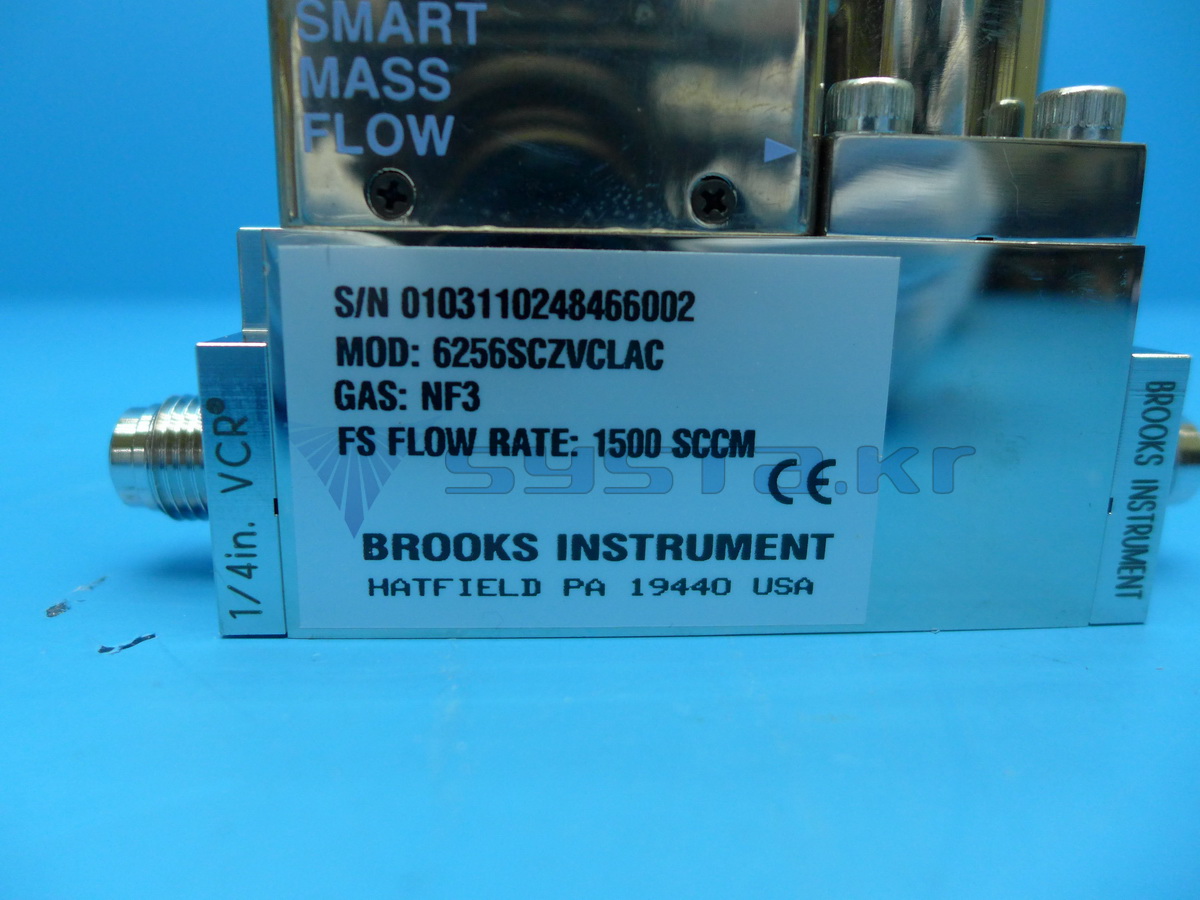 SMART
MASS
FLOW
S/N 0103110248466002
MOD: 6256SCZVCLAC
GAS: NF3
FS FLOW RATE: 1500 SCCM
systa.kr
CE
BROOKS INSTRUMENT
HATFIELD PA 19440 USA
1/4in. VCR®
BROOKS INSTRUMENT